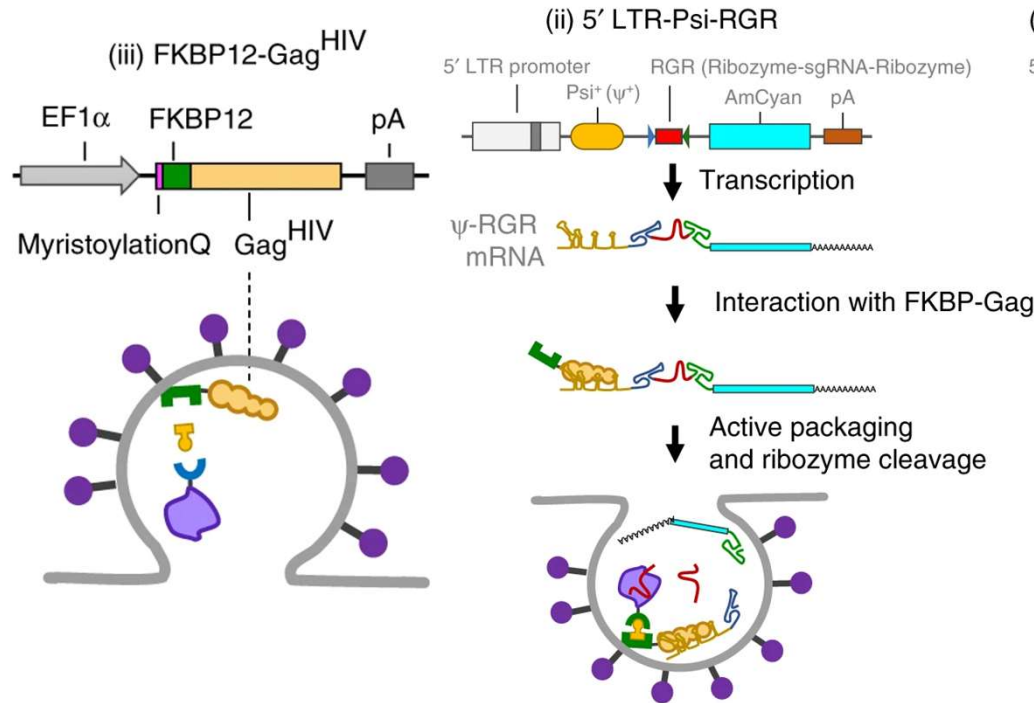 (iii) FKBP12-Gag^HIV
EF1α
FKBP12
pA
MyristoylationQ
Gag^HIV
(ii) 5′ LTR-Psi-RGR
5′ LTR promoter
RGR (Ribozyme-sgRNA-Ribozyme)
Psi⁺ (ψ⁺)
AmCyan
pA
Transcription
ψ-RGR
mRNA
Interaction with FKBP-Gag
Active packaging
and ribozyme cleavage
(
5